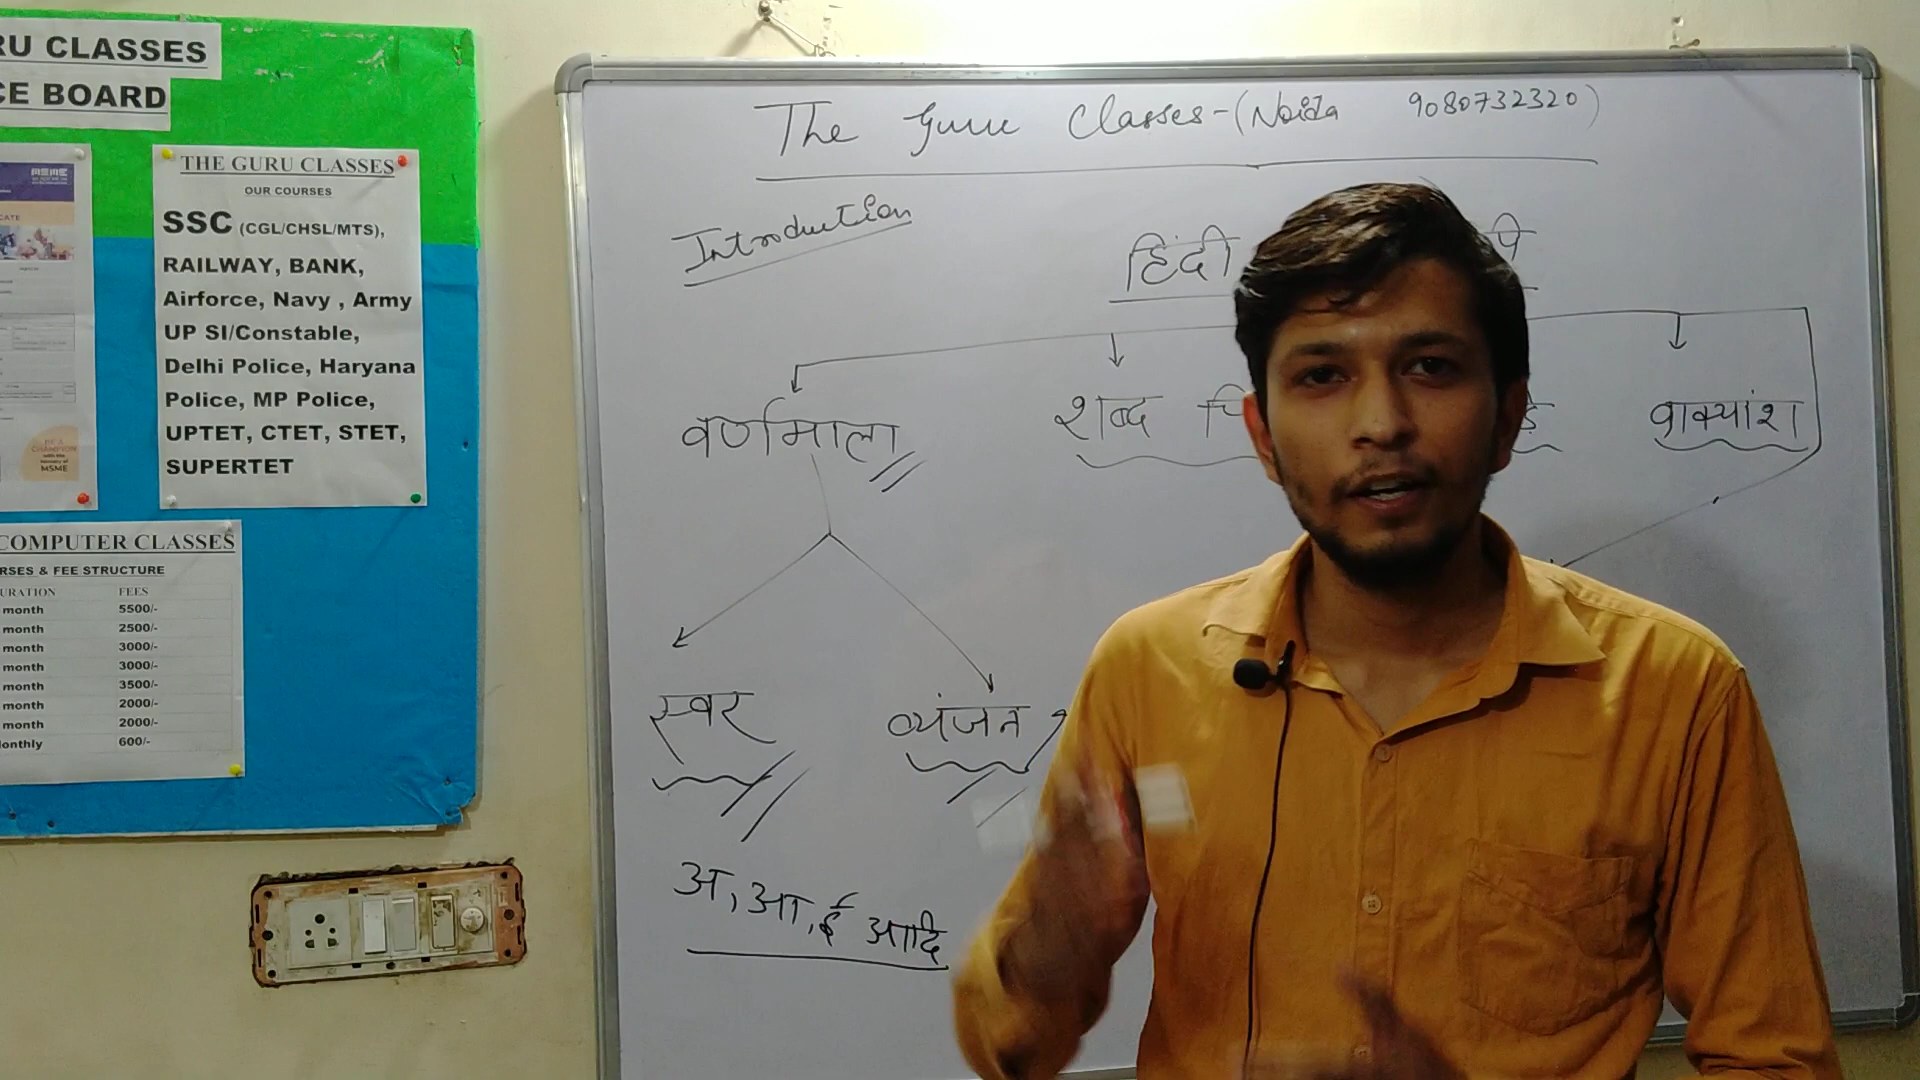 RU CLASSES
CE BOARD
THE GURU CLASSES
OUR COURSES
SSC (CGL/CHSL/MTS),
RAILWAY, BANK,
Airforce, Navy , Army
UP SI/Constable,
Delhi Police, Haryana
Police, MP Police,
UPTET, CTET, STET,
SUPERTET
COMPUTER CLASSES
RSES & FEE STRUCTURE
URATION FEES
month 5500/-
month 2500/-
month 3000/-
month 3000/-
month 3500/-
month 2000/-
month 2000/-
onthly 600/-
The Guru Classes-(Noida 9080732320)
Introduction
हिंदी
वर्णमाला शब्द वाक्यांश
स्वर व्यंजन
अ, आ, ई आदि